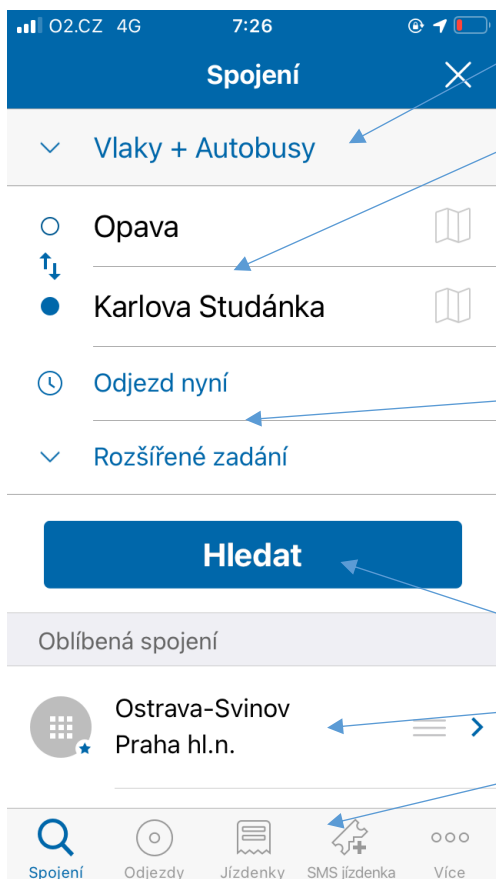 O2.CZ 4G 7:26
Spojení
Vlaky + Autobusy
Opava
Karlova Studánka
Odjezd nyní
Rozšířené zadání
Hledat
Oblíbená spojení
Ostrava-Svinov
Praha hl.n.
Spojení Odjezdy Jízdenky SMS jízdenka Více